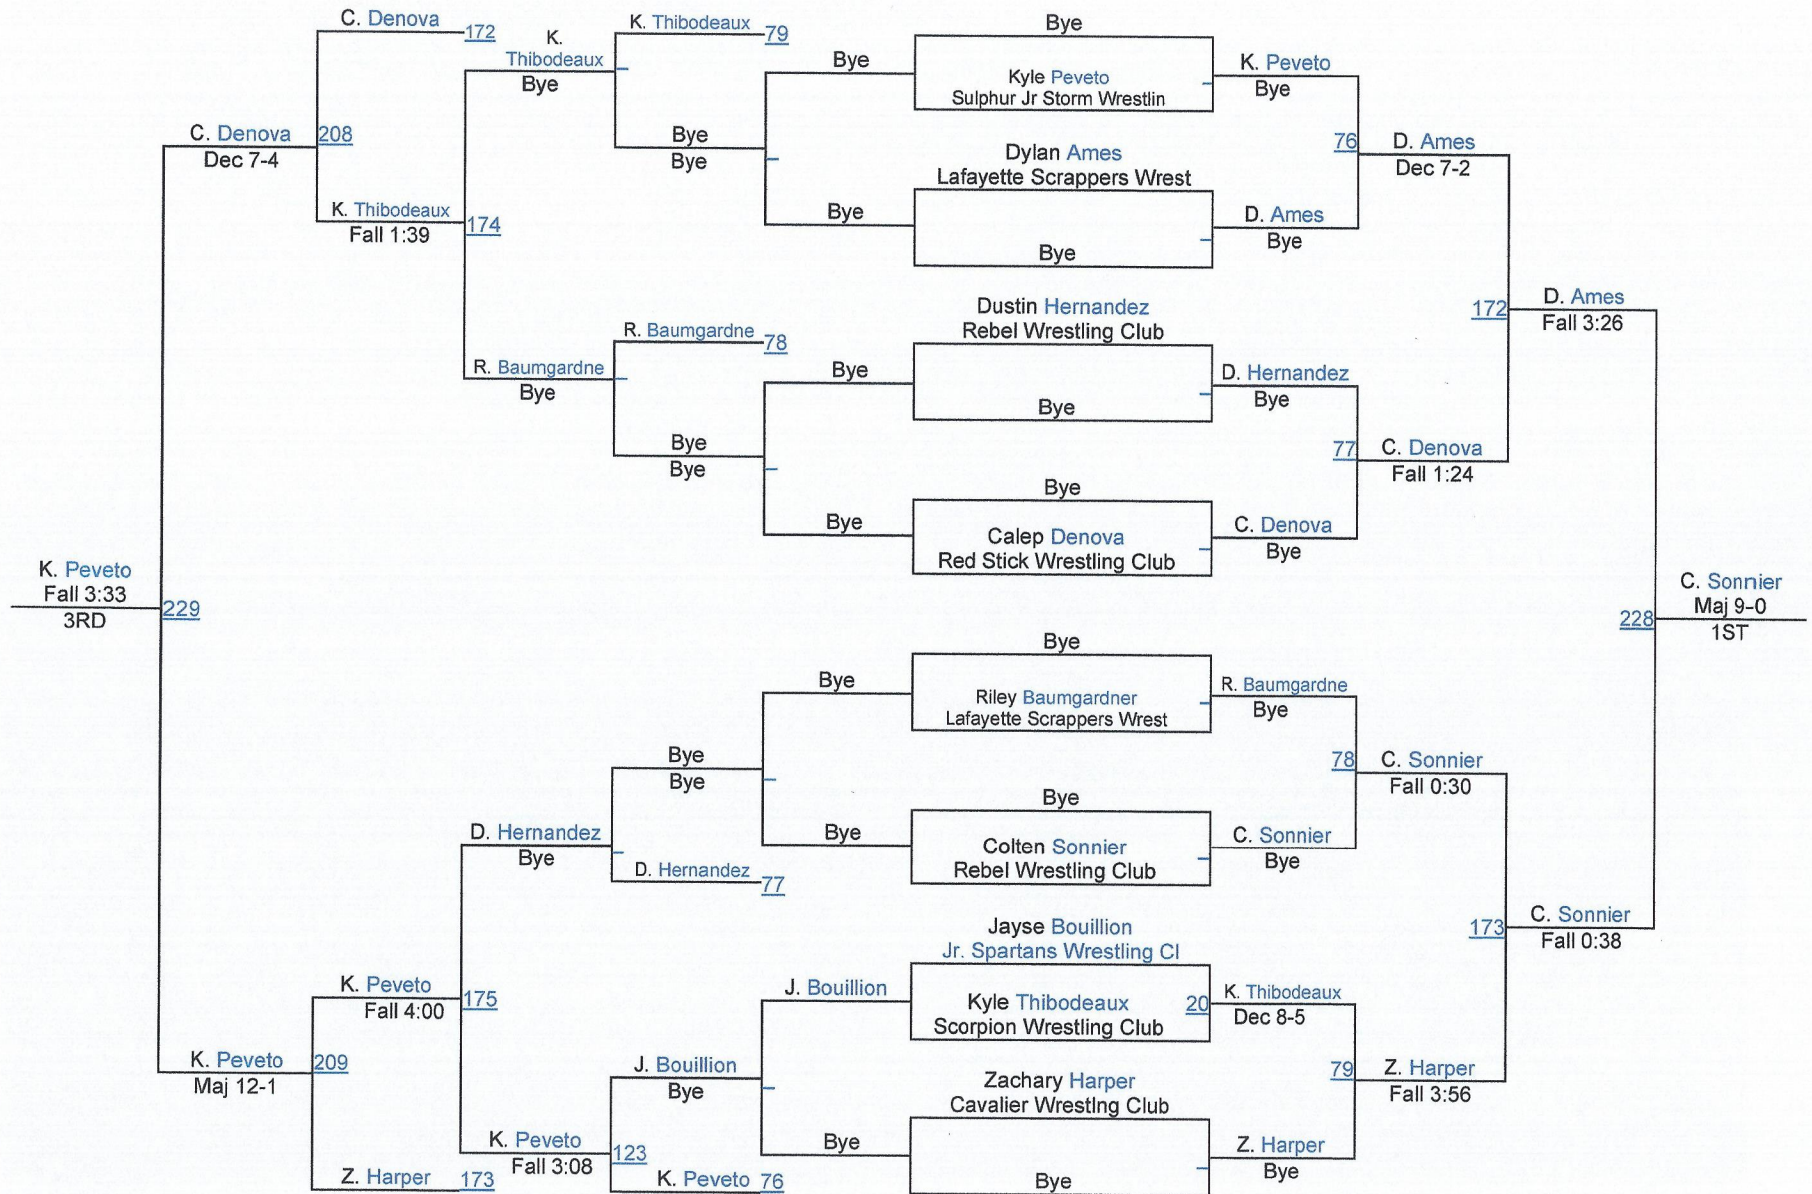 C. Denova
172
K. Thibodeaux
Bye
K. Thibodeaux
79
Bye
Bye
Kyle Peveto
Sulphur Jr Storm Wrestlin
K. Peveto
Bye
C. Denova
Dec 7-4
208
Bye
Bye
Dylan Ames
Lafayette Scrappers Wrest
76
D. Ames
Dec 7-2
K. Thibodeaux
Fall 1:39
174
Bye
Bye
D. Ames
Bye
Dustin Hernandez
Rebel Wrestling Club
172
D. Ames
Fall 3:26
R. Baumgardne
Bye
R. Baumgardne
78
Bye
Bye
D. Hernandez
Bye
Bye
Bye
77
C. Denova
Fall 1:24
Bye
Bye
Calep Denova
Red Stick Wrestling Club
C. Denova
Bye
K. Peveto
Fall 3:33
3RD
229
228
C. Sonnier
Maj 9-0
1ST
Bye
Bye
Riley Baumgardner
Lafayette Scrappers Wrest
R. Baumgardne
Bye
Bye
Bye
78
C. Sonnier
Fall 0:30
D. Hernandez
Bye
Bye
Bye
Colten Sonnier
Rebel Wrestling Club
C. Sonnier
Bye
D. Hernandez
77
Jayse Bouillion
Jr. Spartans Wrestling Cl
173
C. Sonnier
Fall 0:38
K. Peveto
Fall 4:00
175
J. Bouillion
Kyle Thibodeaux
Scorpion Wrestling Club
20
K. Thibodeaux
Dec 8-5
K. Peveto
Maj 12-1
209
J. Bouillion
Bye
Zachary Harper
Cavalier Wrestlng Club
79
Z. Harper
Fall 3:56
K. Peveto
Fall 3:08
123
Bye
Bye
Z. Harper
Bye
Z. Harper
173
K. Peveto
76